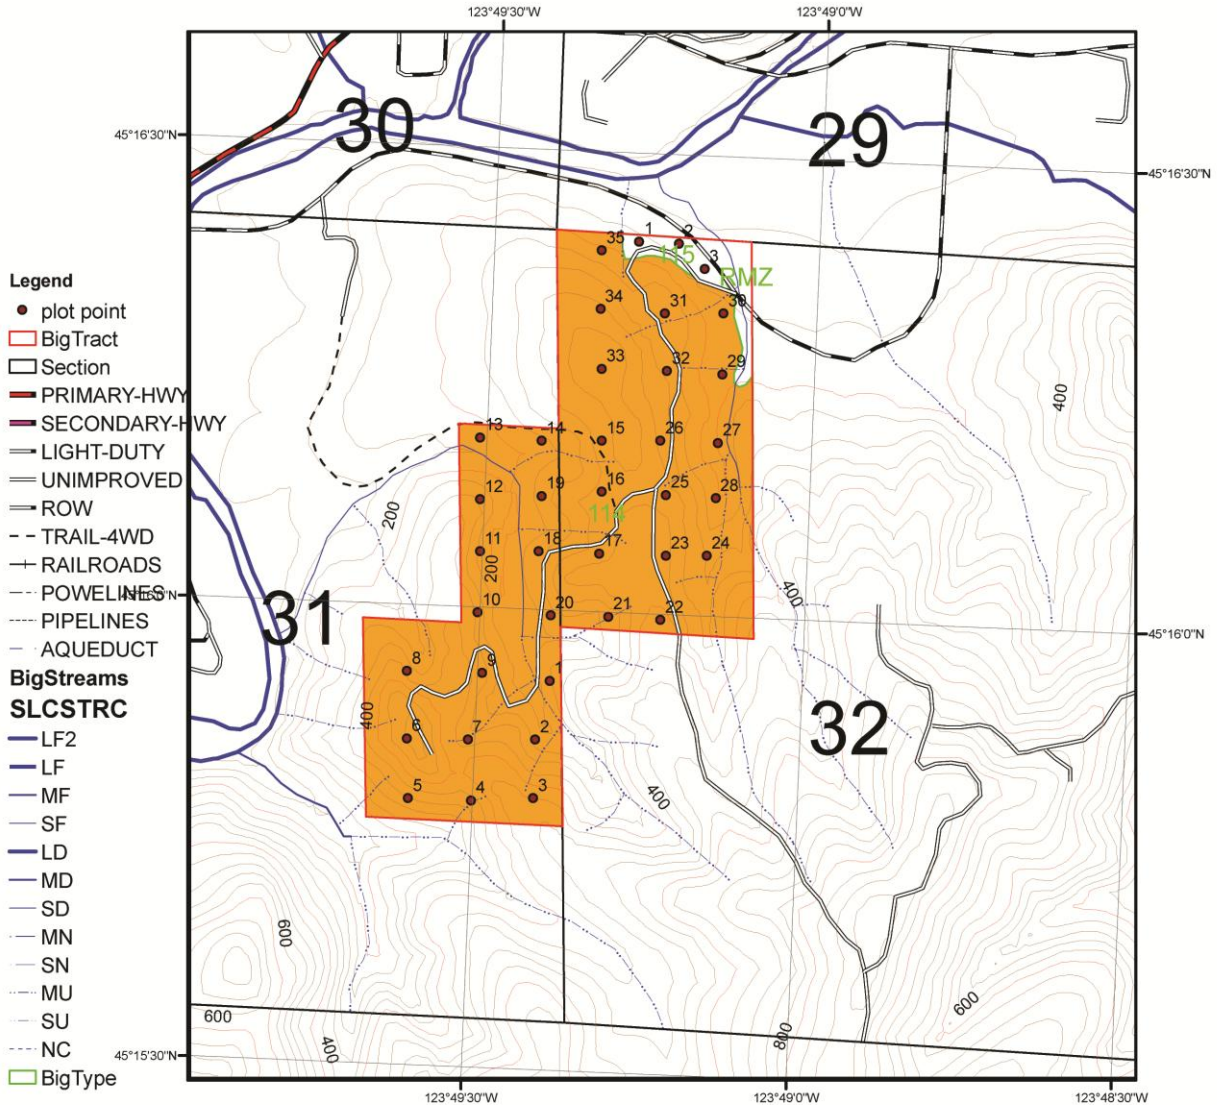 123°49'30"W
123°49'0"W
45°16'30"N
30
29
45°16'30"N
1
2
35
115
3
RMZ
Legend
plot point
BigTract
Section
PRIMARY-HWY
SECONDARY-HWY
LIGHT-DUTY
UNIMPROVED
ROW
TRAIL-4WD
RAILROADS
POWELINES
PIPELINES
AQUEDUCT
BigStreams
SLCSTRC
LF2
LF
MF
SF
LD
MD
SD
MN
SN
MU
SU
NC
BigType
34
31
30
33
32
29
400
13
14
15
26
27
12
19
16
25
28
200
114
11
18
17
23
24
200
400
31
10
20
21
22
45°16'0"N
8
9
1
400
6
7
2
32
5
4
3
400
600
600
400
800
600
45°15'30"N
123°49'30"W
123°49'0"W
123°48'30"W